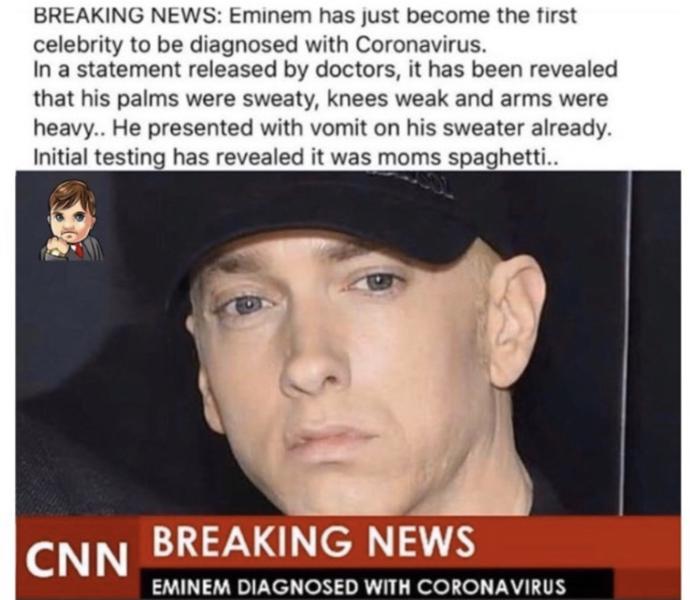 BREAKING NEWS: Eminem has just become the first
celebrity to be diagnosed with Coronavirus.
In a statement released by doctors, it has been revealed
that his palms were sweaty, knees weak and arms were
heavy.. He presented with vomit on his sweater already.
Initial testing has revealed it was moms spaghetti..
CNN
BREAKING NEWS
EMINEM DIAGNOSED WITH CORONAVIRUS